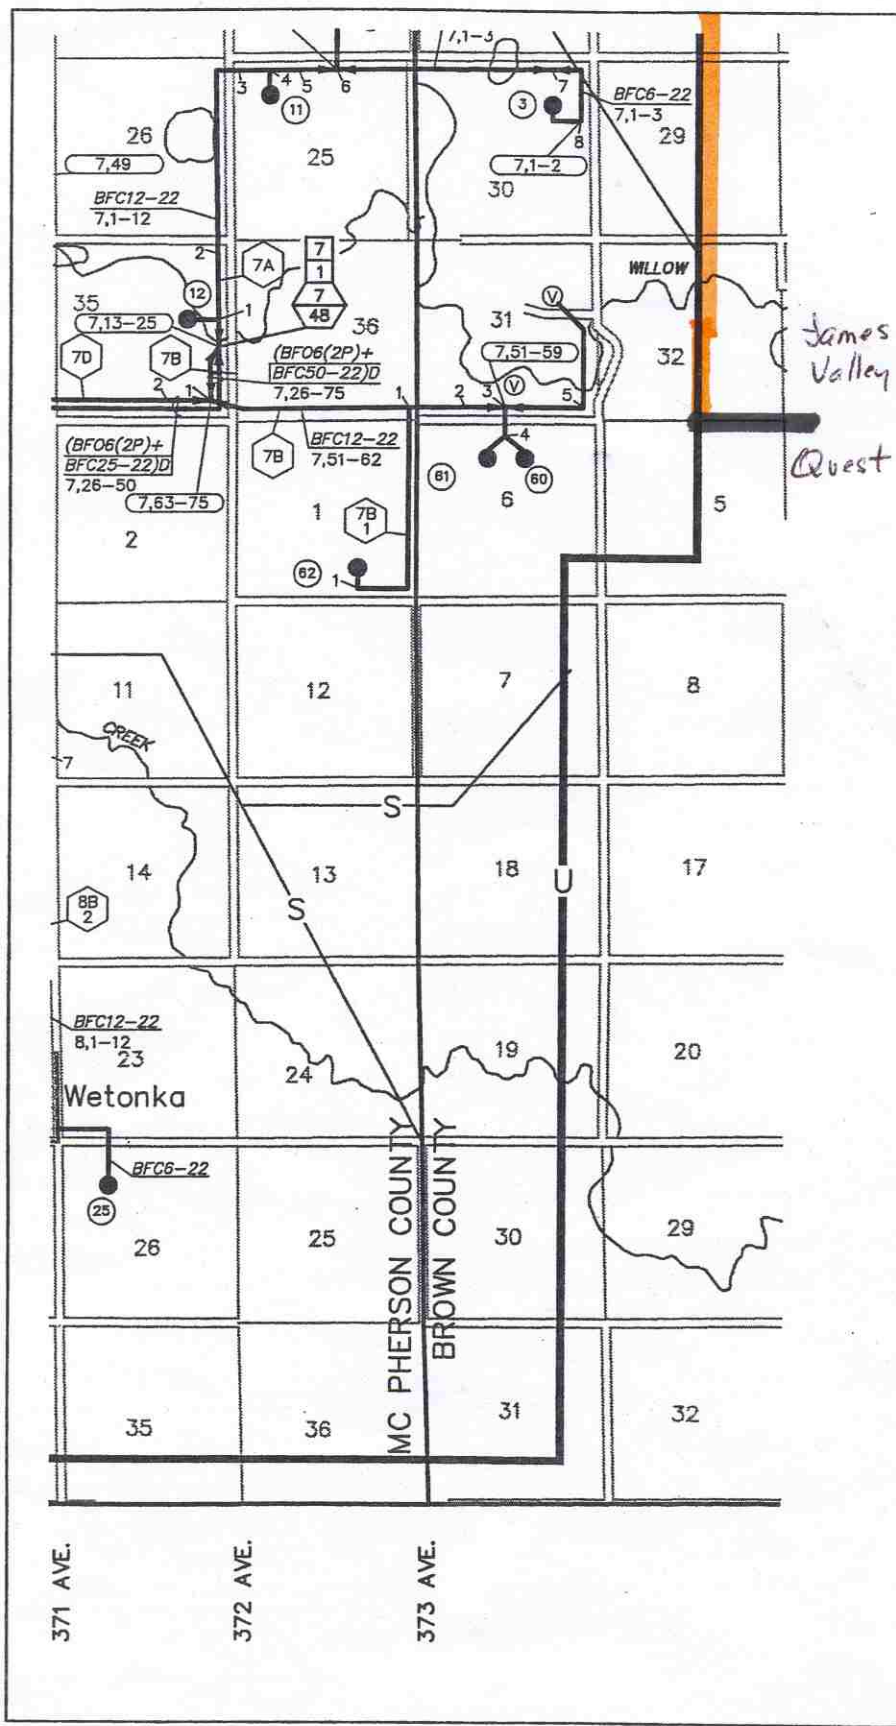 7,1-3
3
4
5
6
7
11
3
BFC6-22
7,1-3
26
25
29
8
7,49
7,1-2
30
BFC12-22
7,1-12
2
7A
7
1
7
48
WILLOW
12
35
1
36
V
31
32
James
Valley
7,13-25
7,51-59
7D
7B
(BFO6(2P)+
BFC50-22)D
7,26-75
2
1
1
2
3
V
5
(BFO6(2P)+
BFC25-22)D
7,26-50
7B
BFC12-22
7,51-62
4
Quest
61
60
7,63-75
1
7B
1
6
5
2
62
1
11
12
7
8
CREEK
7
S
14
13
18
17
8B
2
S
U
BFC12-22
8,1-12
23
24
19
20
Wetonka
BFC6-22
25
26
25
30
29
MC PHERSON COUNTY
BROWN COUNTY
35
36
31
32
371 AVE.
372 AVE.
373 AVE.